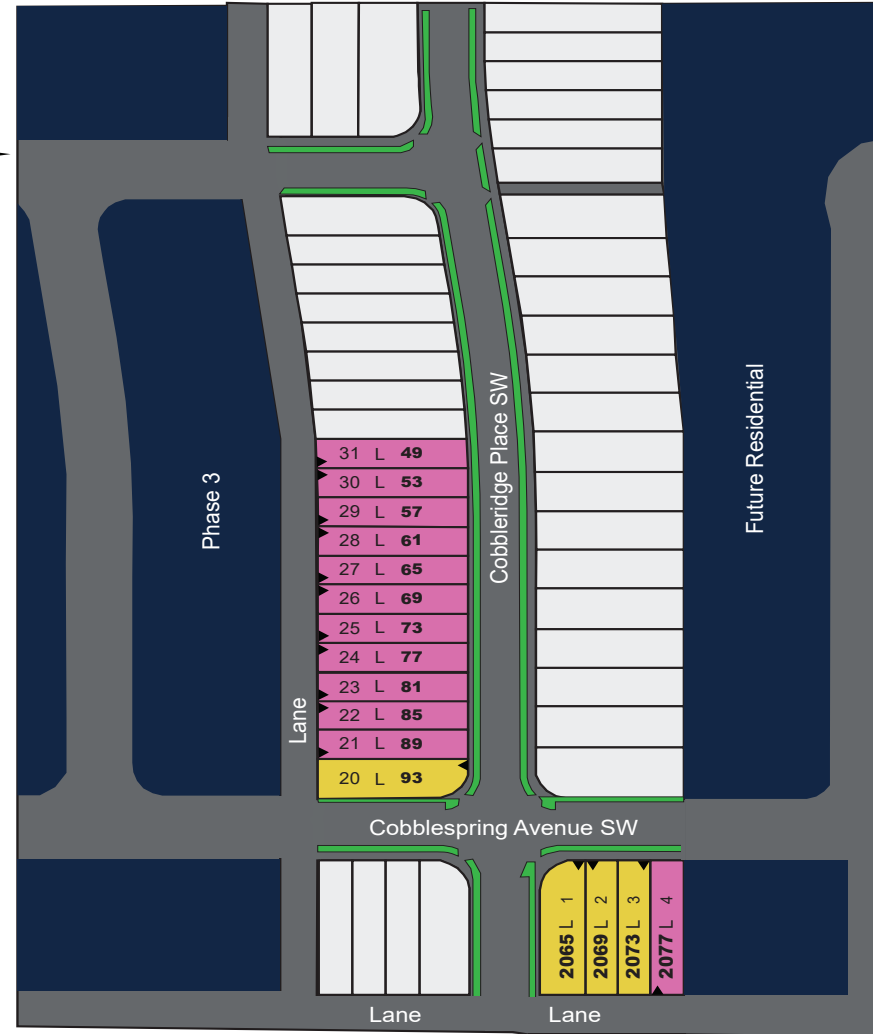 31 L 49
30 L 53
29 L 57
28 L 61
27 L 65
26 L 69
25 L 73
24 L 77
23 L 81
22 L 85
21 L 89
20 L 93
Phase 3
Lane
Cobbleridge Place SW
Future Residential
Cobblespring Avenue SW
2065 L 1
2069 L 2
2073 L 3
2077 L 4
Lane
Lane